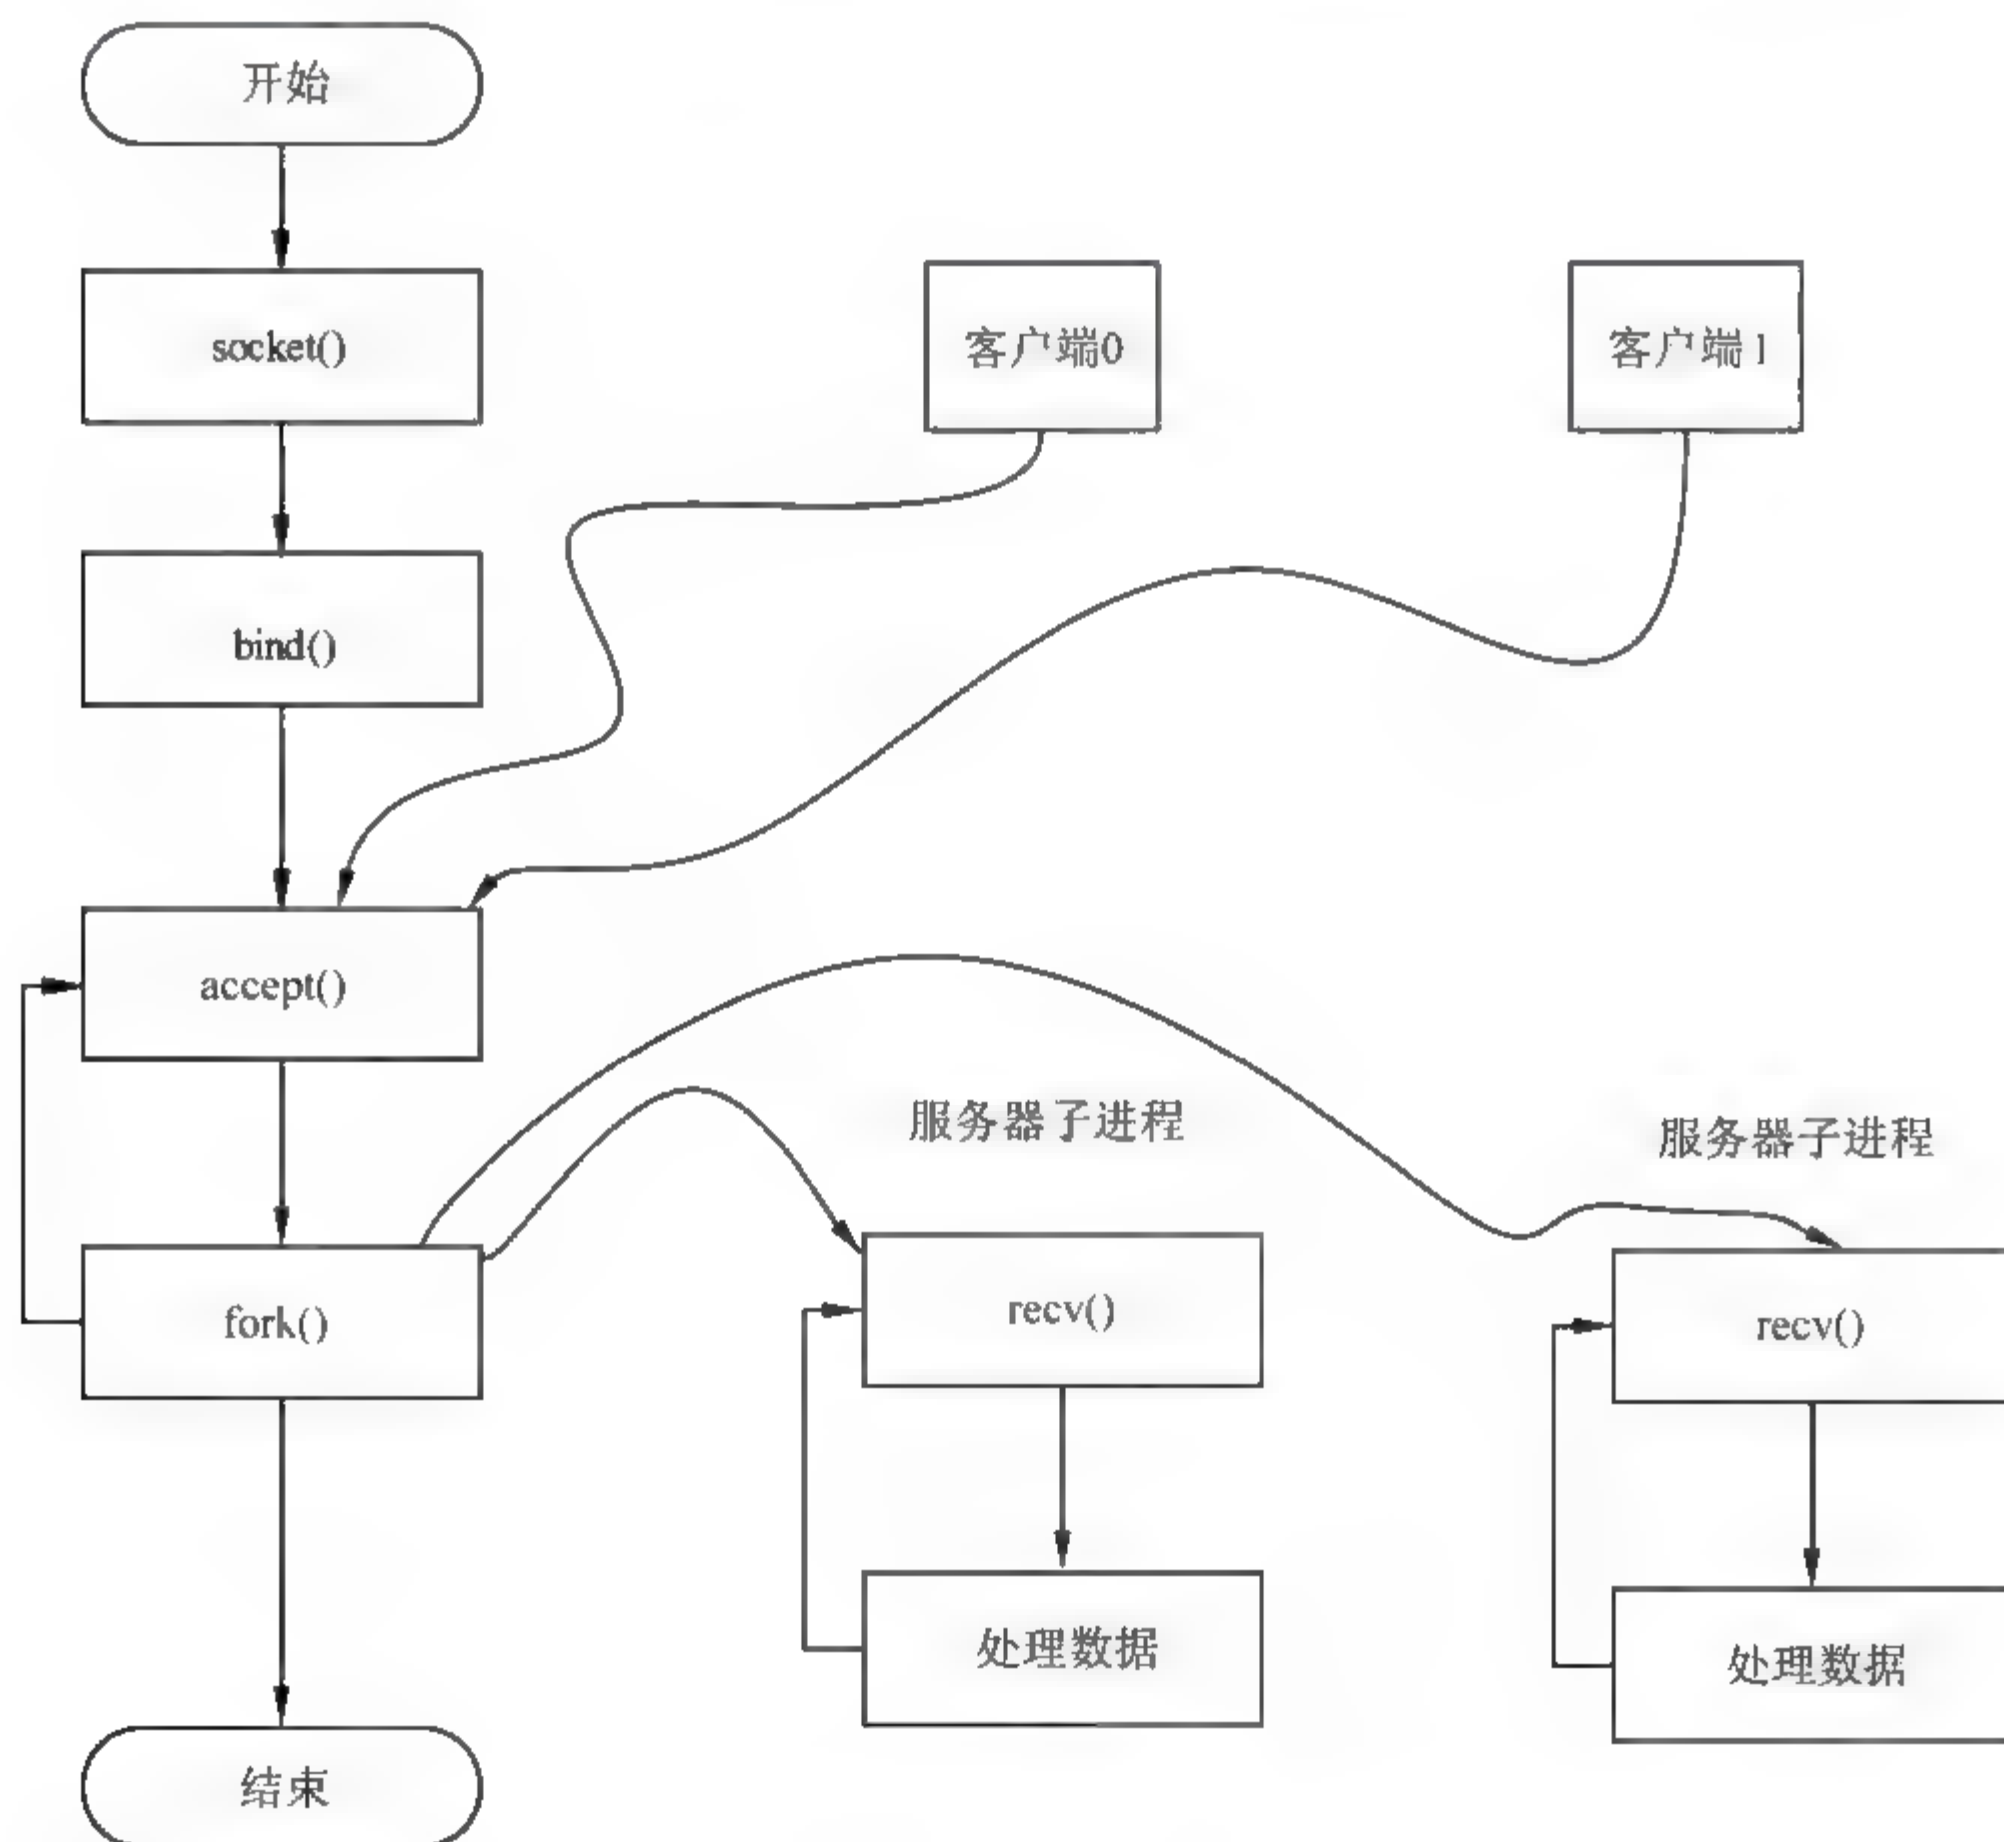 开始
socket()
客户端0
客户端1
bind()
accept()
服务器子进程
服务器子进程
fork()
recv()
recv()
处理数据
处理数据
结束